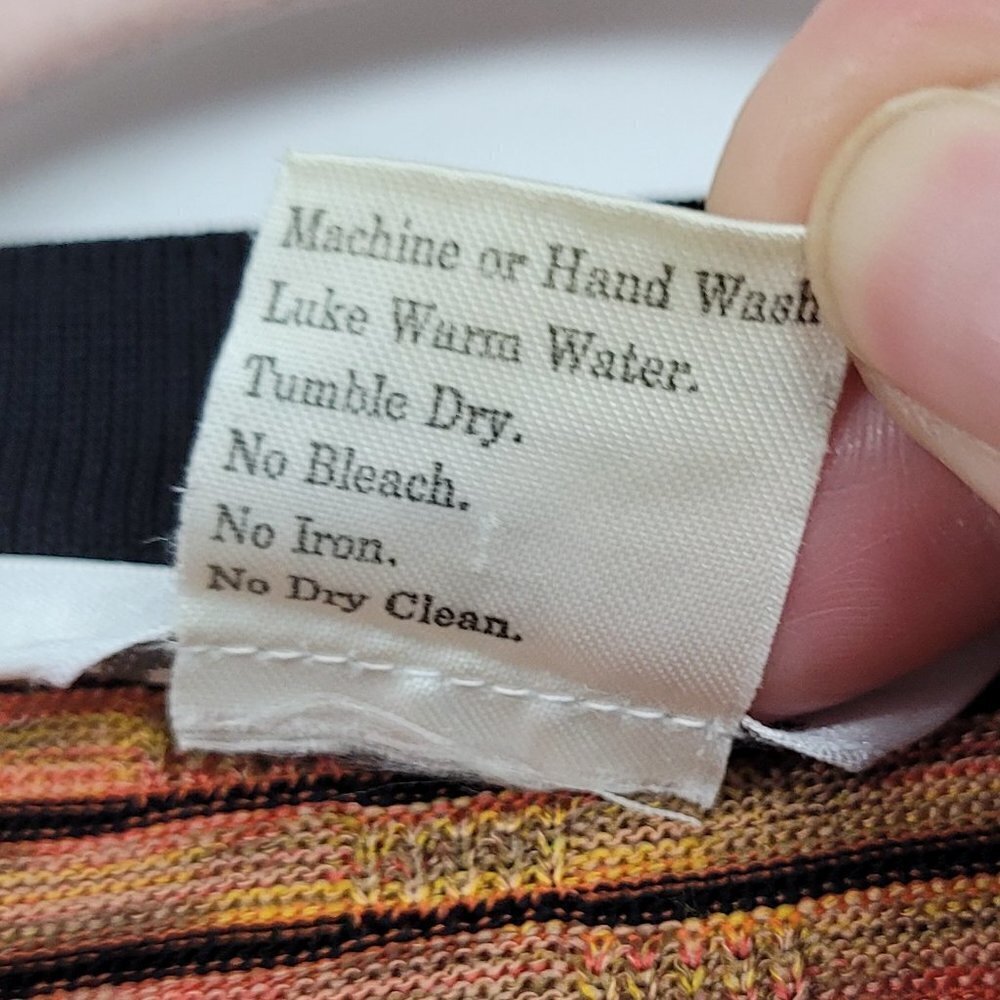 Machine or Hand Wash
Luke Warm Water.
Tumble Dry.
No Bleach.
No Iron.
No Dry Clean.